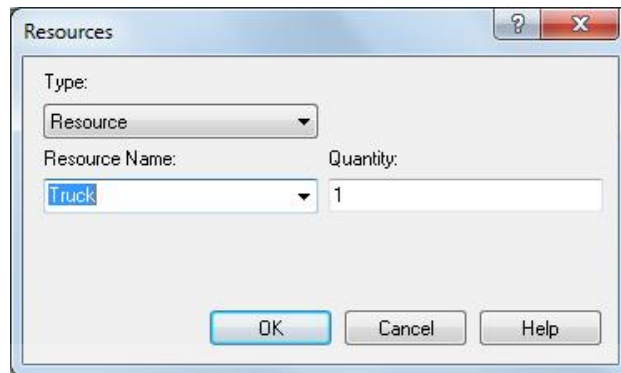 Resources
Type:
Resource
Resource Name: Quantity:
Truck 1
OK Cancel Help